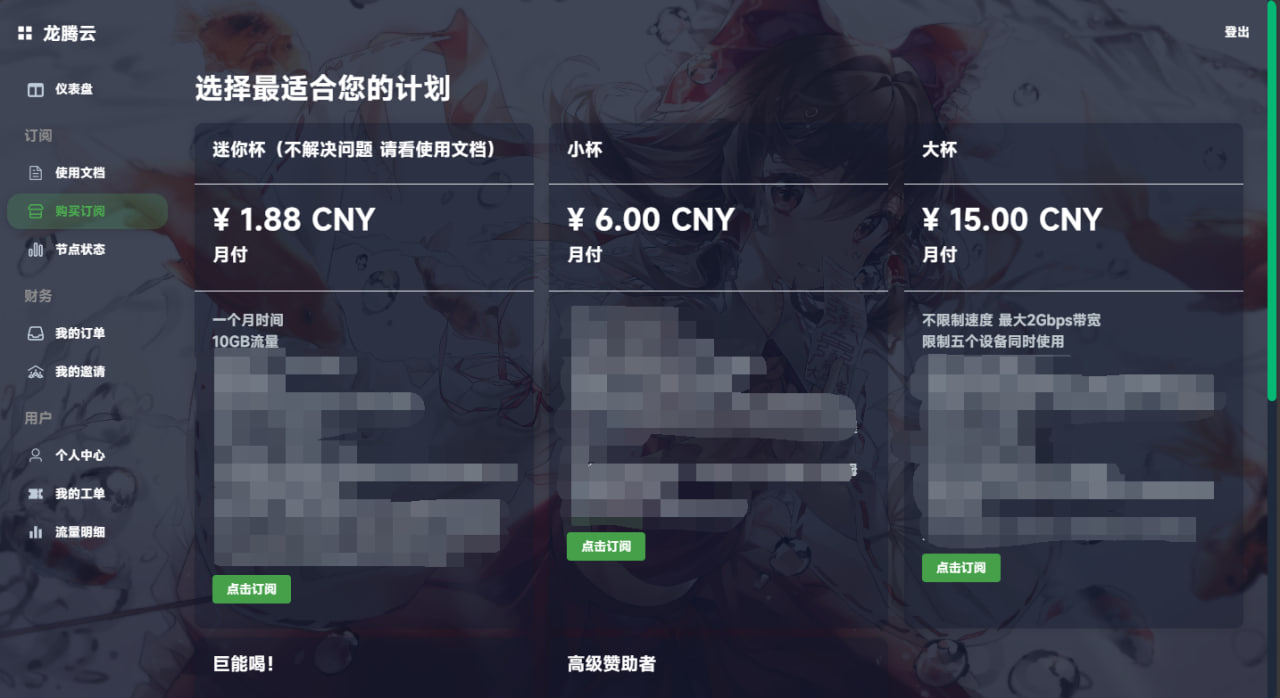 龙腾云
登出
仪表盘
订阅
使用文档
购买订阅
节点状态
财务
我的订单
我的邀请
用户
个人中心
我的工单
流量明细
选择最适合您的计划
迷你杯（不解决问题 请看使用文档）
¥ 1.88 CNY
月付
一个月时间
10GB流量
点击订阅
小杯
¥ 6.00 CNY
月付
点击订阅
大杯
¥ 15.00 CNY
月付
不限制速度 最大2Gbps带宽
限制五个设备同时使用
点击订阅
巨能喝！
高级赞助者